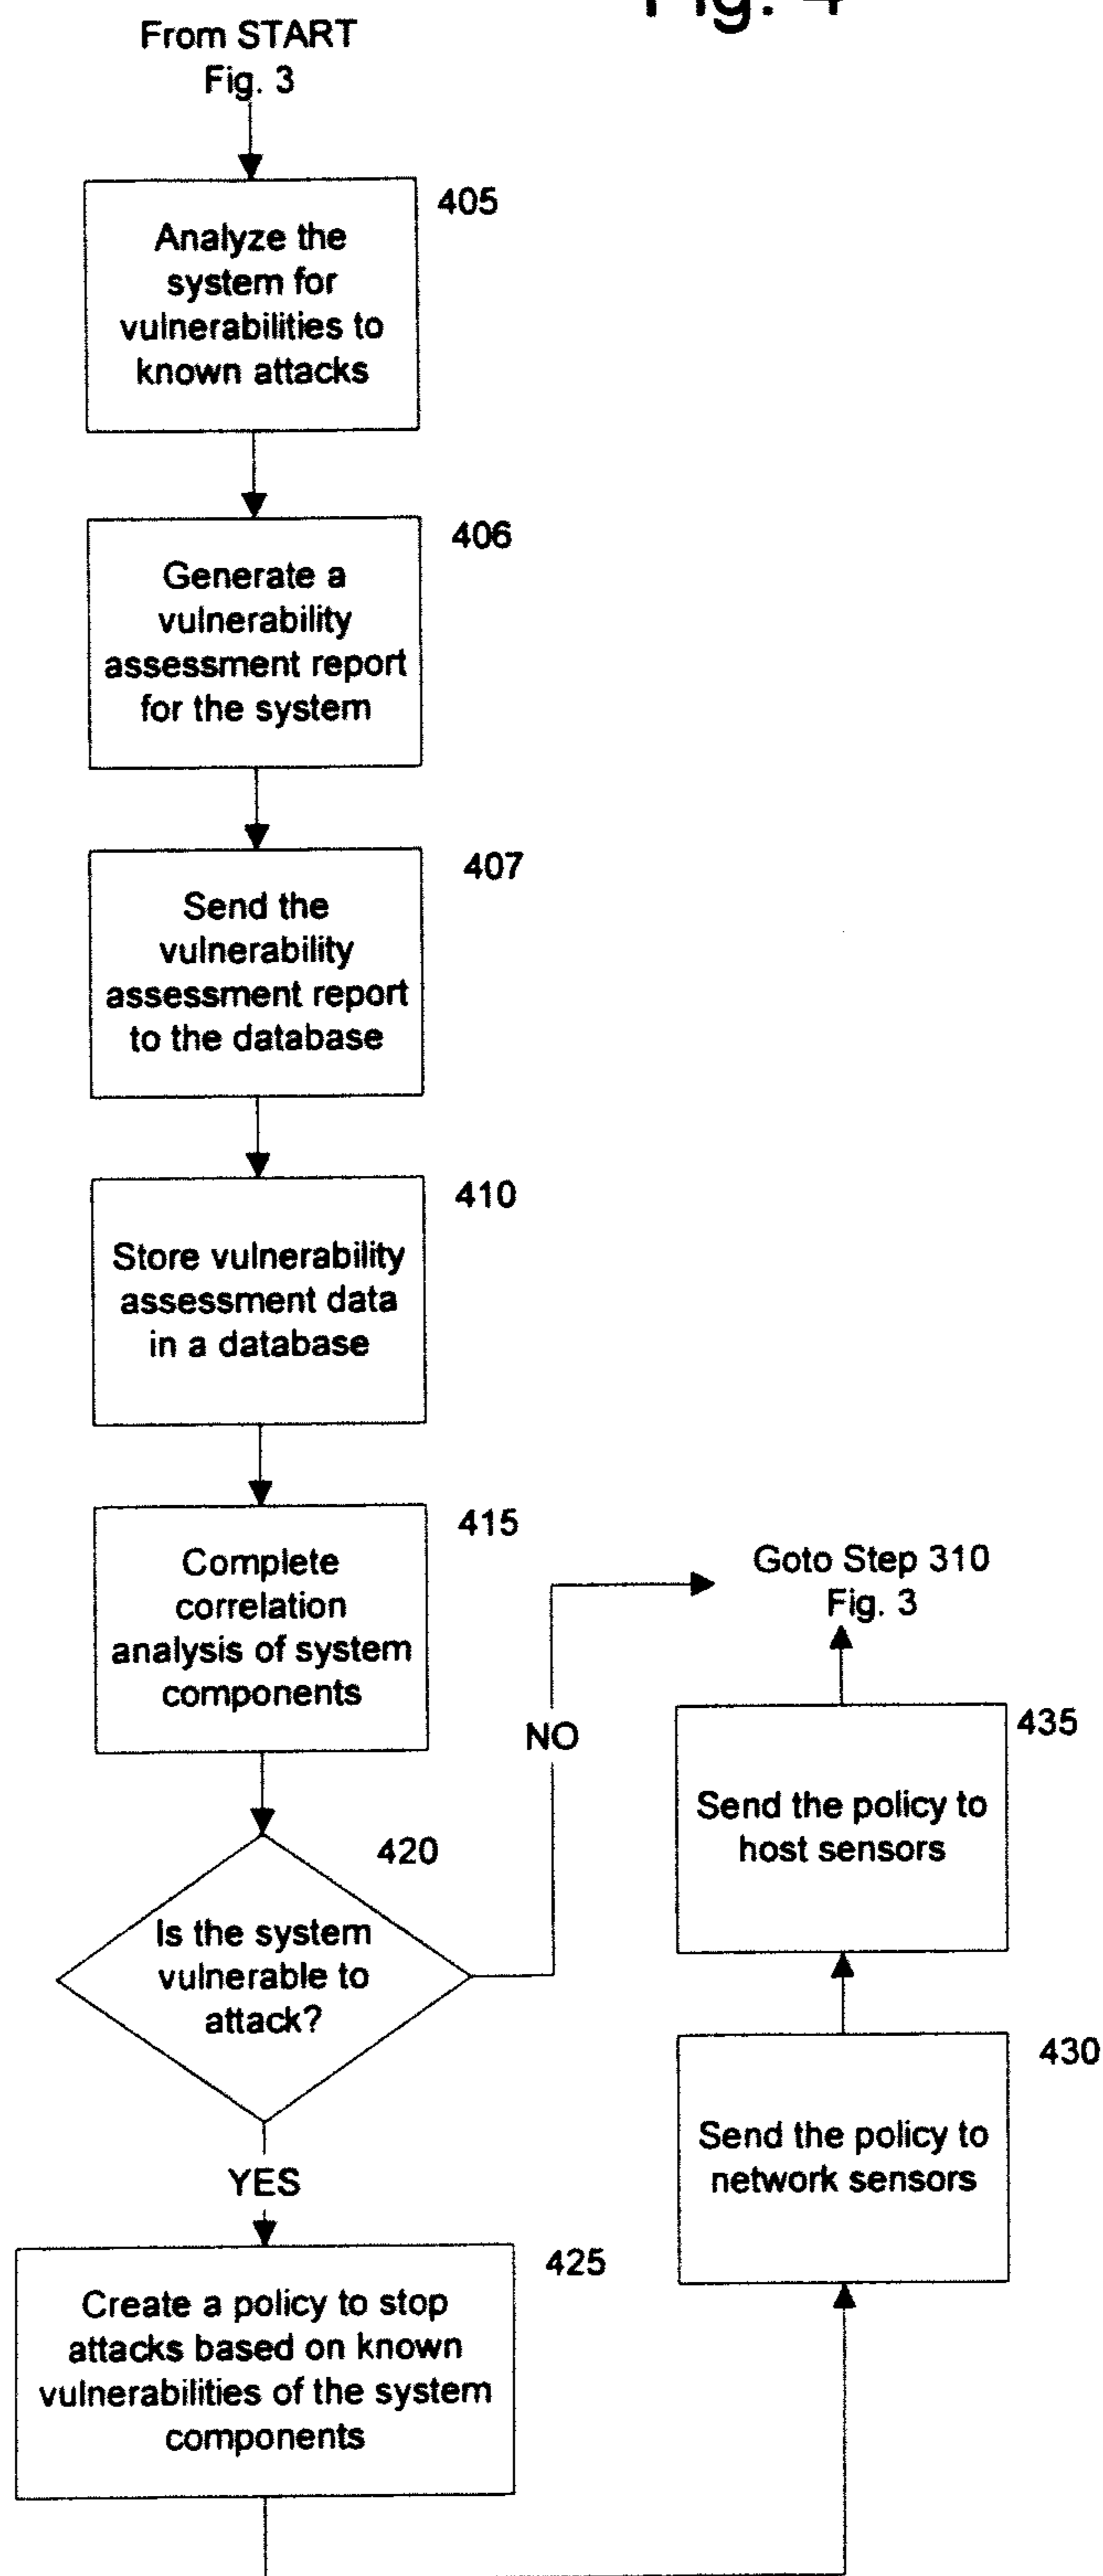 Fig. 4
From START
Fig. 3
405
Analyze the
system for
vulnerabilities to
known attacks
406
Generate a
vulnerability
assessment report
for the system
407
Send the
vulnerability
assessment report
to the database
410
Store vulnerability
assessment data
in a database
415
Complete
correlation
analysis of system
components
420
Is the system
vulnerable to
attack?
NO
YES
425
Create a policy to stop
attacks based on known
vulnerabilities of the system
components
430
Send the policy to
network sensors
435
Send the policy to
host sensors
Goto Step 310
Fig. 3